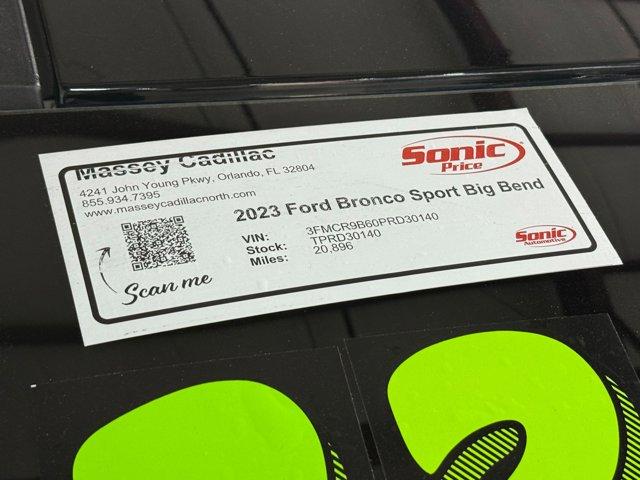 Massey Cadillac
4241 John Young Pkwy, Orlando, FL 32804
855.934.7395
www.masseycadillacnorth.com
Sonic
Price
2023 Ford Bronco Sport Big Bend
VIN: 3FMCR9B60PRD30140
Stock: TPRD30140
Miles: 20,896
Scan me
Sonic
Automotive